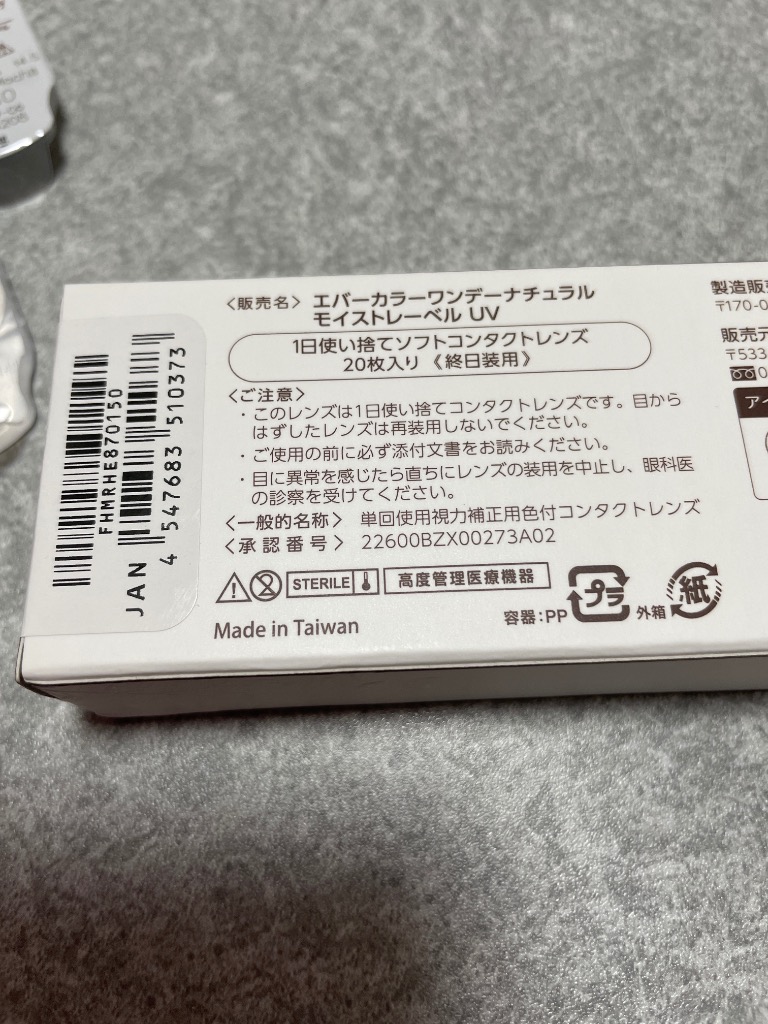 〈販売名〉 エバーカラーワンデーナチュラル
モイストレーベル UV
1日使い捨てソフトコンタクトレンズ
20枚入り 《終日装用》
〈ご注意〉
・このレンズは1日使い捨てコンタクトレンズです。目から
はずしたレンズは再装用しないでください。
・ご使用の前に必ず添付文書をお読みください。
・目に異常を感じたら直ちにレンズの装用を中止し、眼科医
の診察を受けてください。
〈一般的名称〉 単回使用視力補正用色付コンタクトレンズ
〈承認番号〉 22600BZX00273A02
STERILE 高度管理医療機器
容器:PP プラ 外箱 紙
Made in Taiwan
FHMRHE870150
JAN 4 547683 510373
製造販売
〒170-0
販売元
〒533
0
アイ